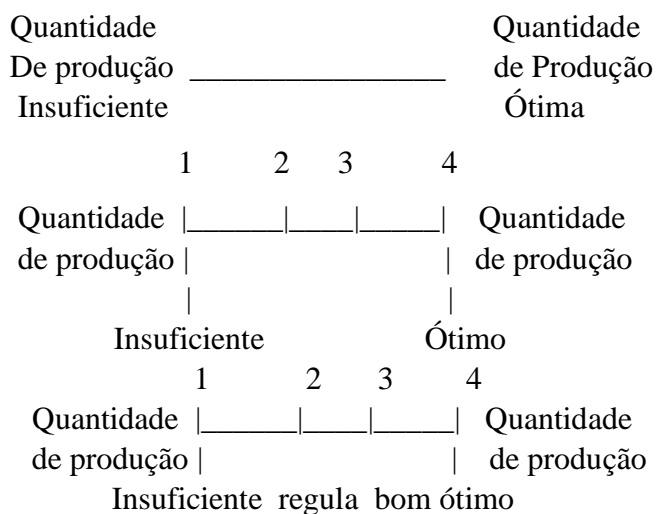 Quantidade Quantidade
De produção ________________ de Produção
Insuficiente Ótima
1 2 3 4
Quantidade |______|____|_____| Quantidade
de produção | | de produção
| |
Insuficiente Ótimo
1 2 3 4
Quantidade |______|____|_____| Quantidade
de produção | | de produção
Insuficiente regula bom ótimo